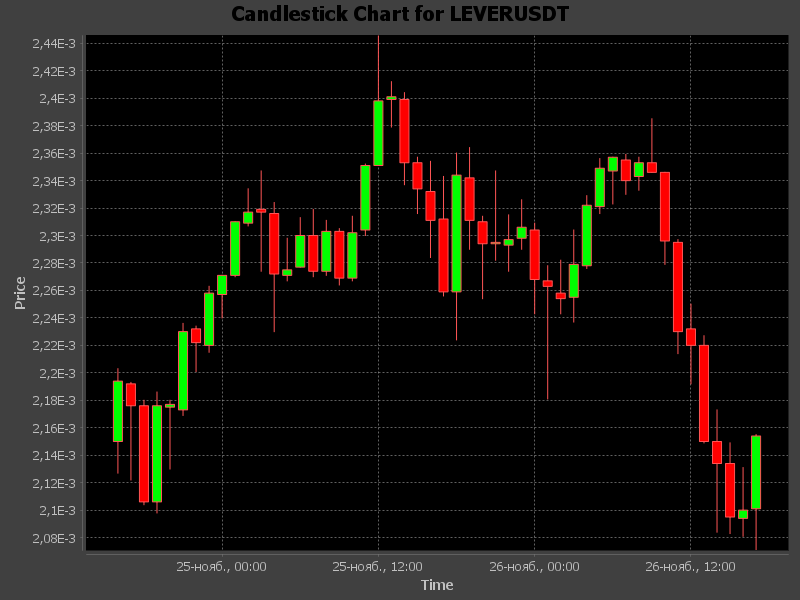 Candlestick Chart for LEVERUSDT
2,44E-3
2,42E-3
2,4E-3
2,38E-3
2,36E-3
2,34E-3
2,32E-3
2,3E-3
2,28E-3
2,26E-3
2,24E-3
2,22E-3
2,2E-3
2,18E-3
2,16E-3
2,14E-3
2,12E-3
2,1E-3
2,08E-3
Price
25-нояб., 00:00 25-нояб., 12:00 26-нояб., 00:00 26-нояб., 12:00
Time